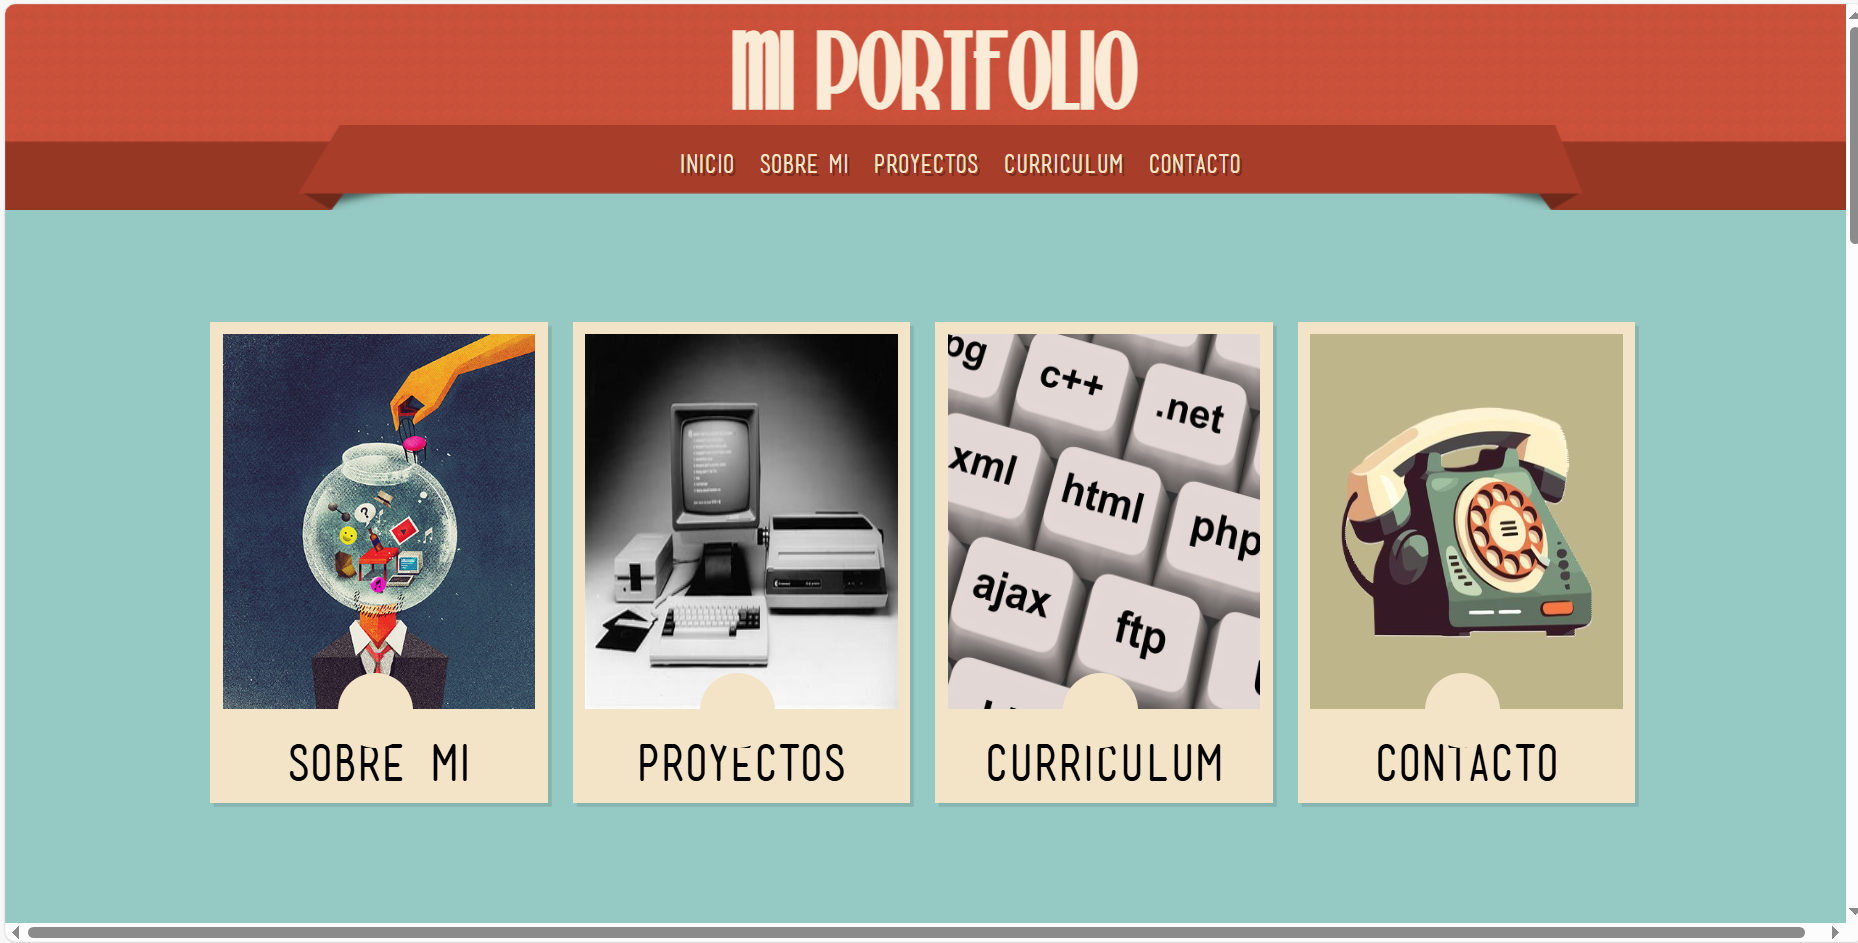 MI PORTFOLIO
INICIO SOBRE MI PROYECTOS CURRICULUM CONTACTO
pg
c++
.net
xml
html
php
ajax
ftp
SOBRE MI
PROYECTOS
CURRICULUM
CONTACTO